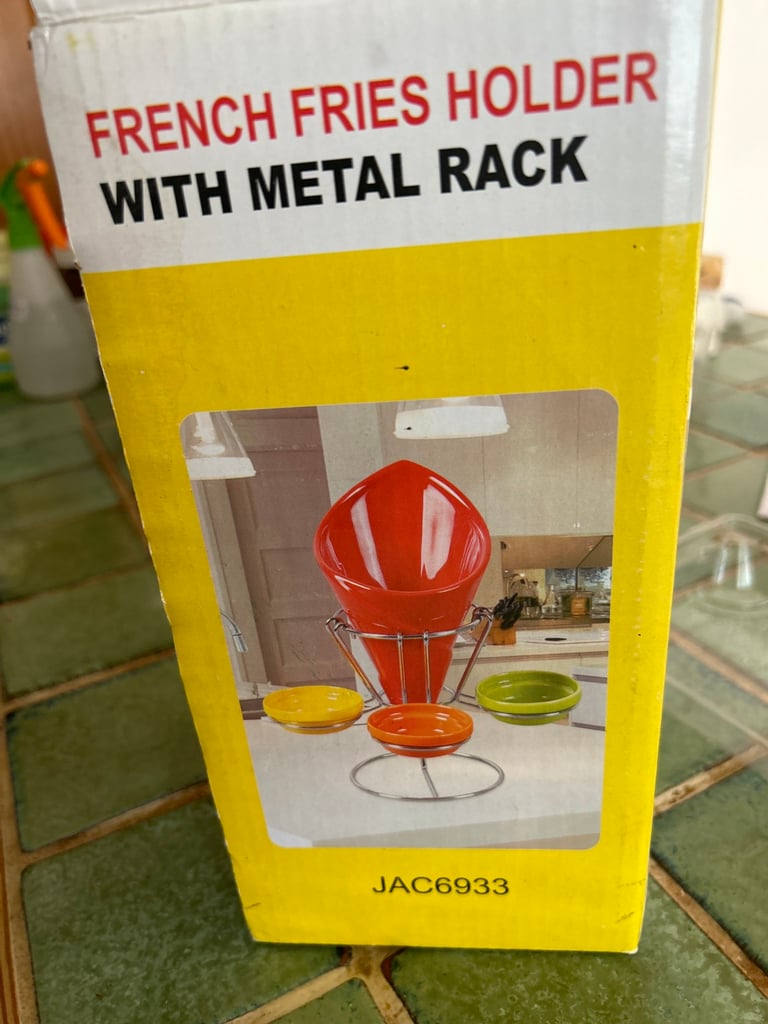 FRENCH FRIES HOLDER
WITH METAL RACK
JAC6933